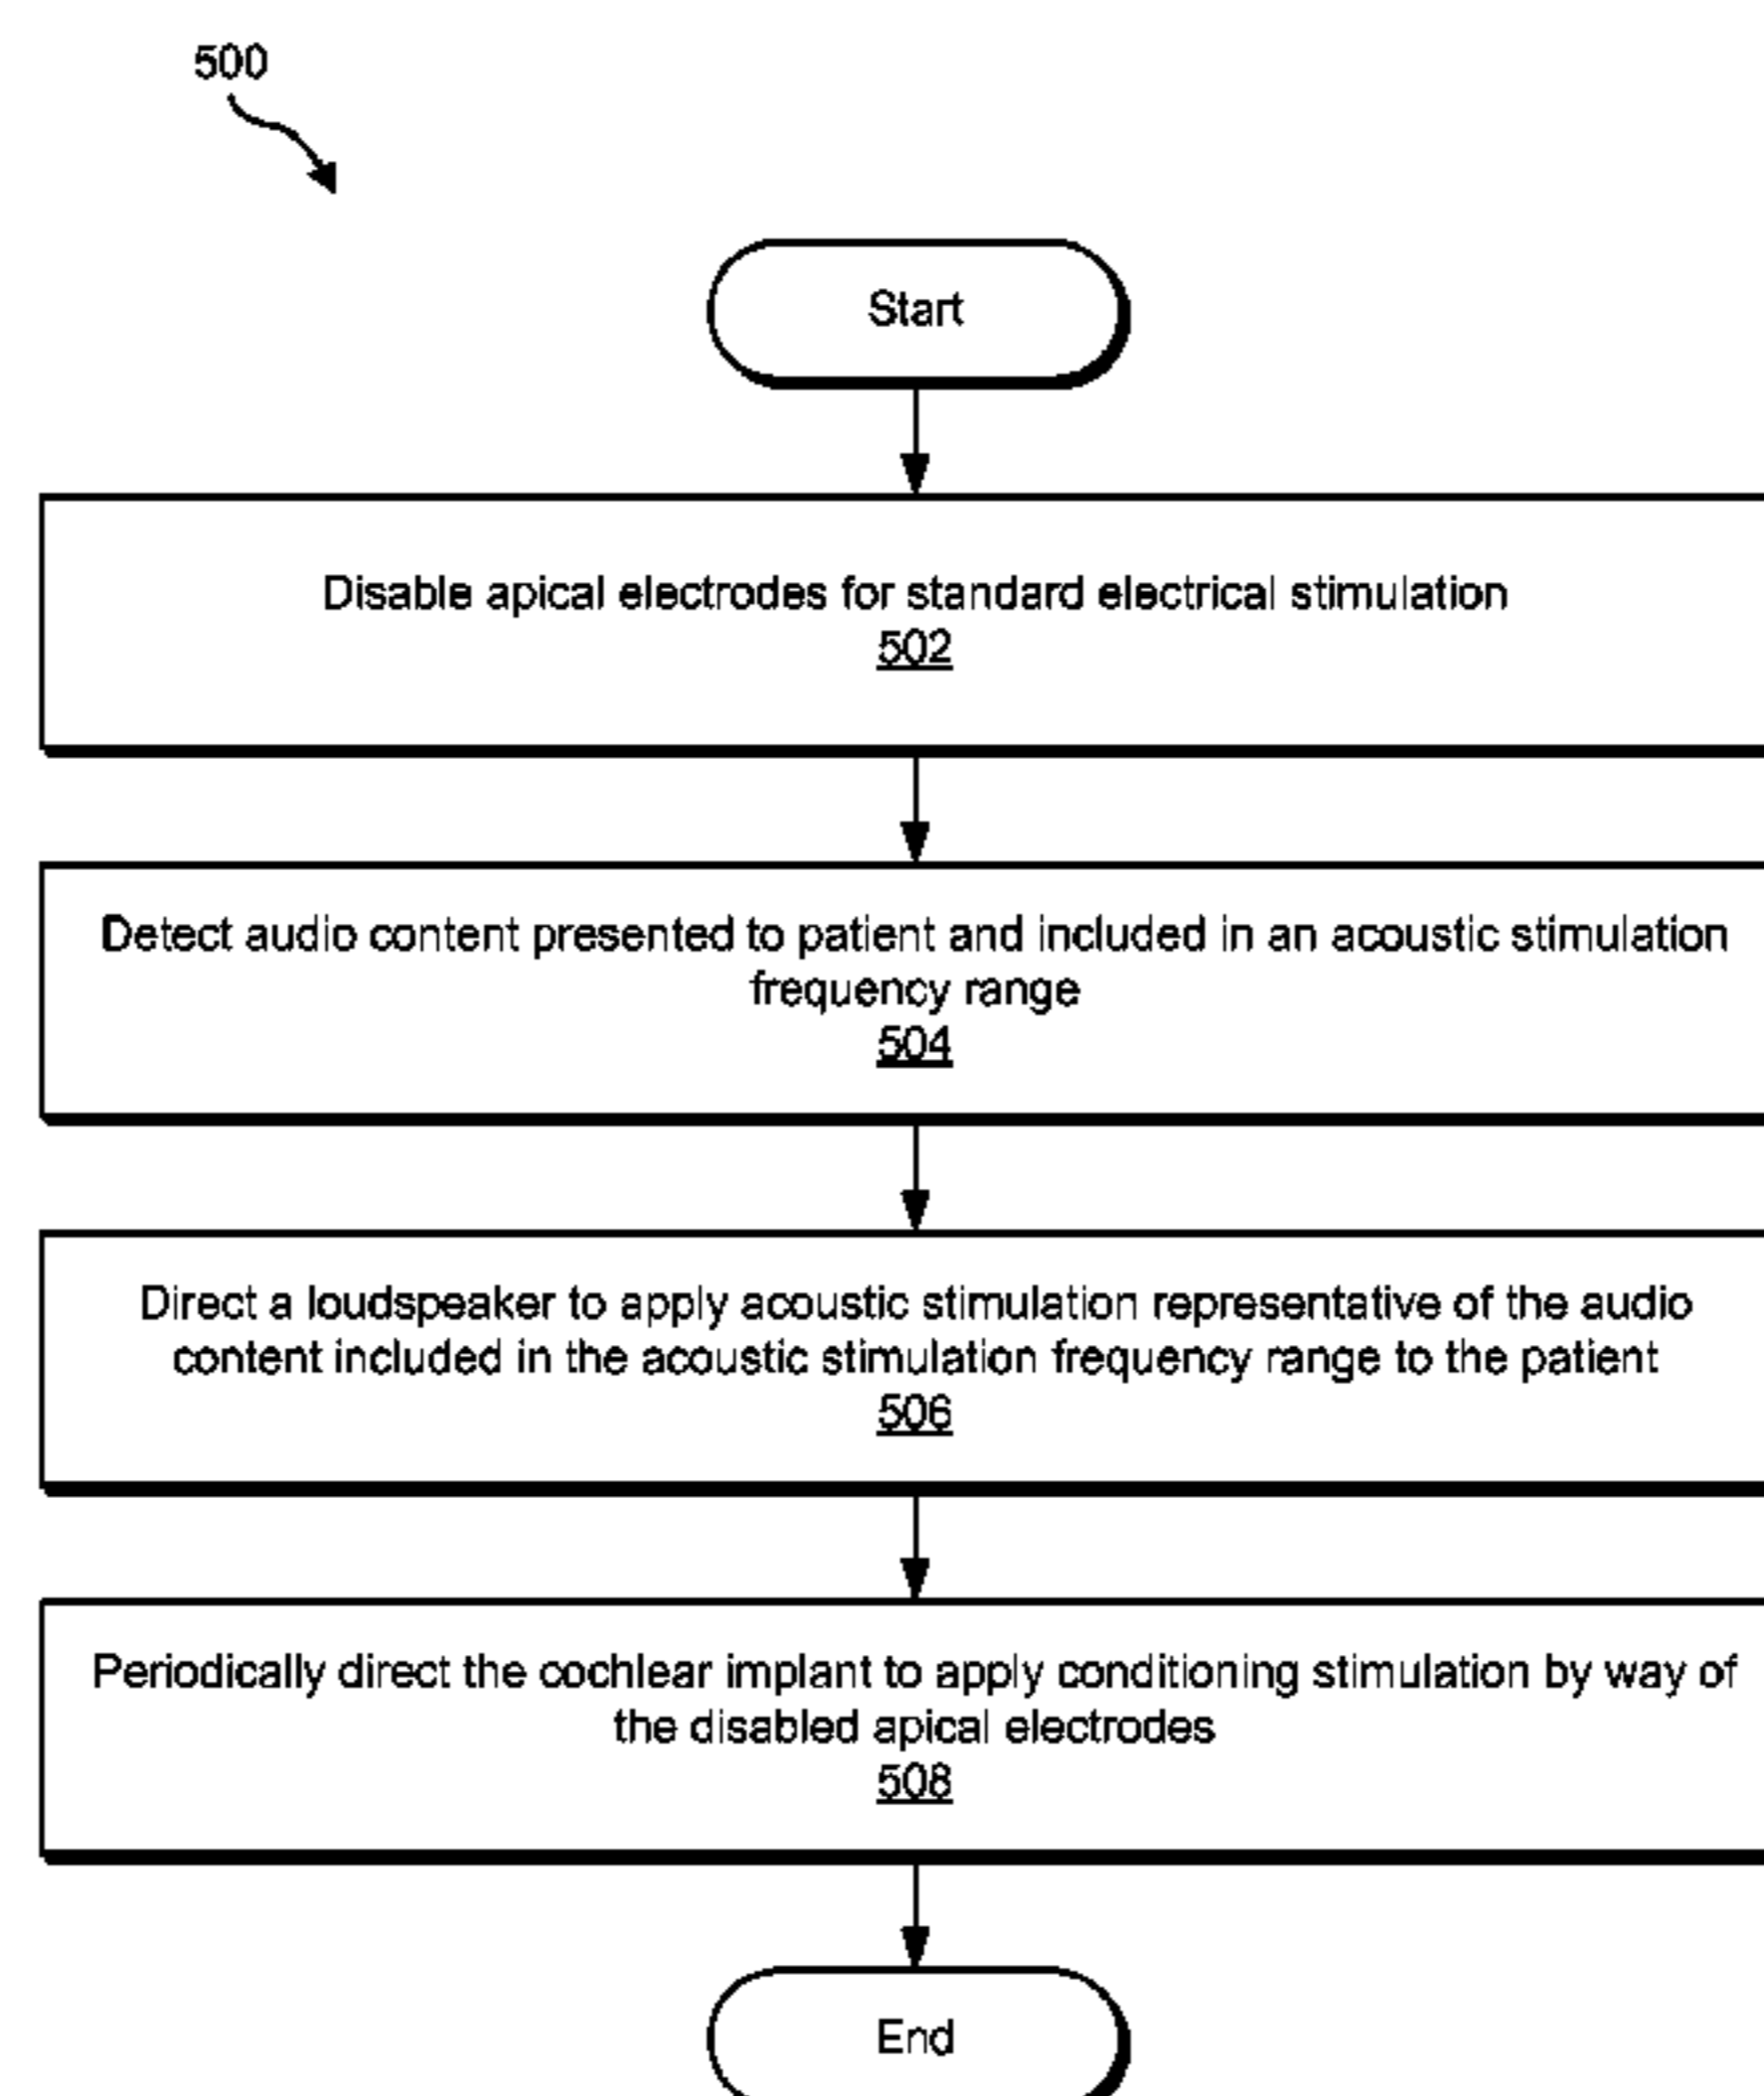 500
Start
Disable apical electrodes for standard electrical stimulation
502
Detect audio content presented to patient and included in an acoustic stimulation
frequency range
504
Direct a loudspeaker to apply acoustic stimulation representative of the audio
content included in the acoustic stimulation frequency range to the patient
506
Periodically direct the cochlear implant to apply conditioning stimulation by way of
the disabled apical electrodes
508
End